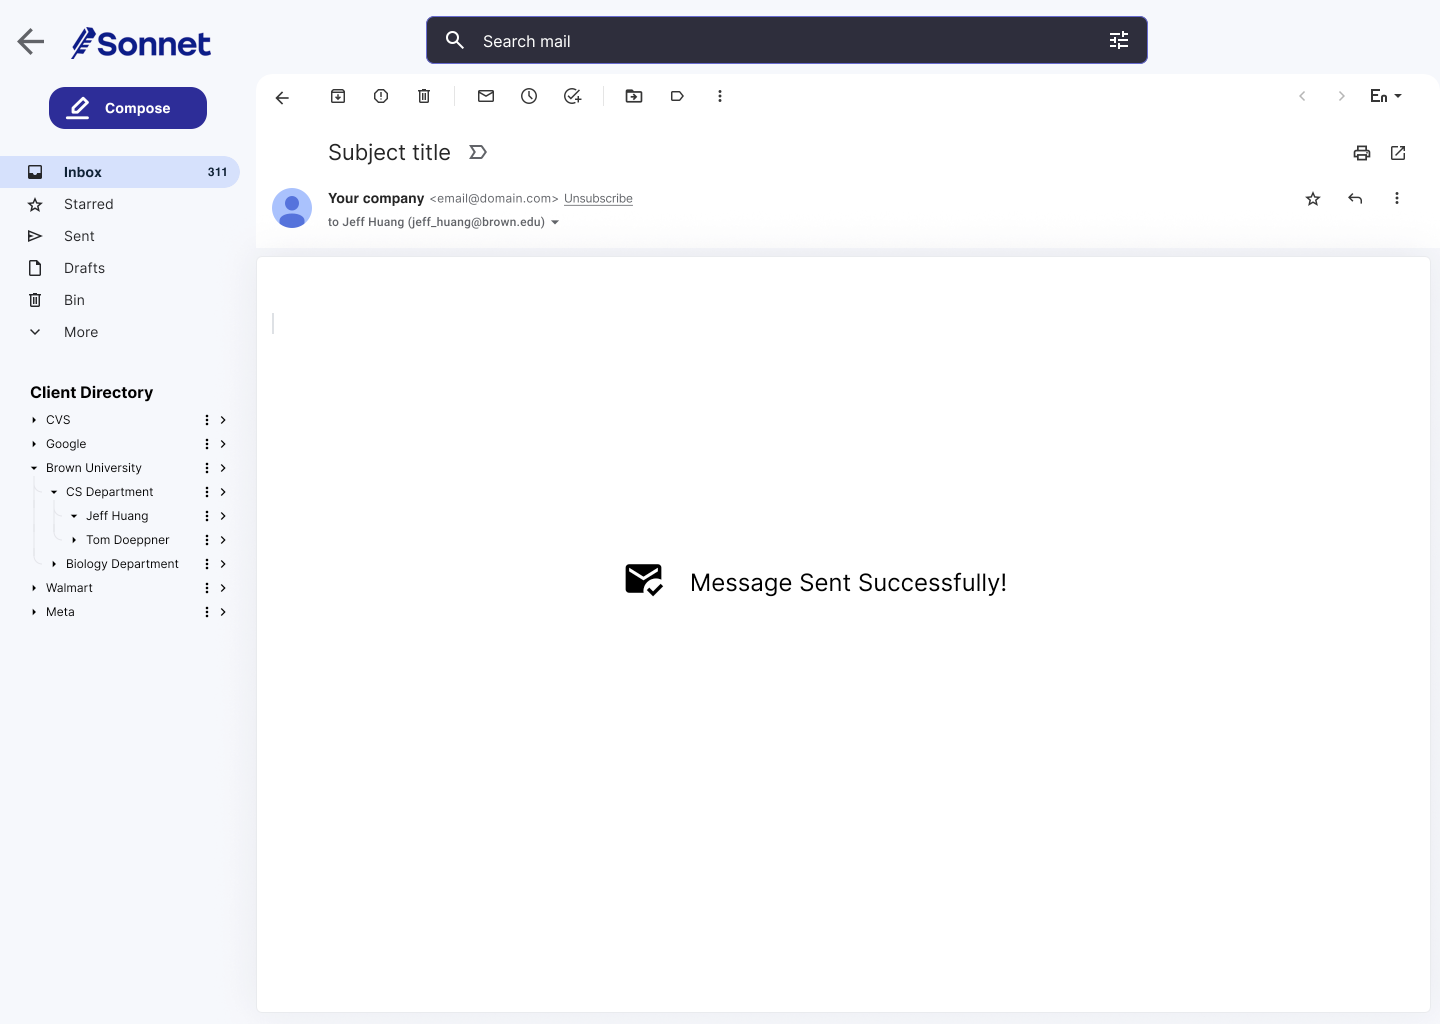 Sonnet
Search mail
Compose
En
Inbox 311
Starred
Sent
Drafts
Bin
More
Client Directory
CVS
Google
Brown University
CS Department
Jeff Huang
Tom Doeppner
Biology Department
Walmart
Meta
Subject title
Your company <email@domain.com> Unsubscribe
to Jeff Huang (jeff_huang@brown.edu)
Message Sent Successfully!